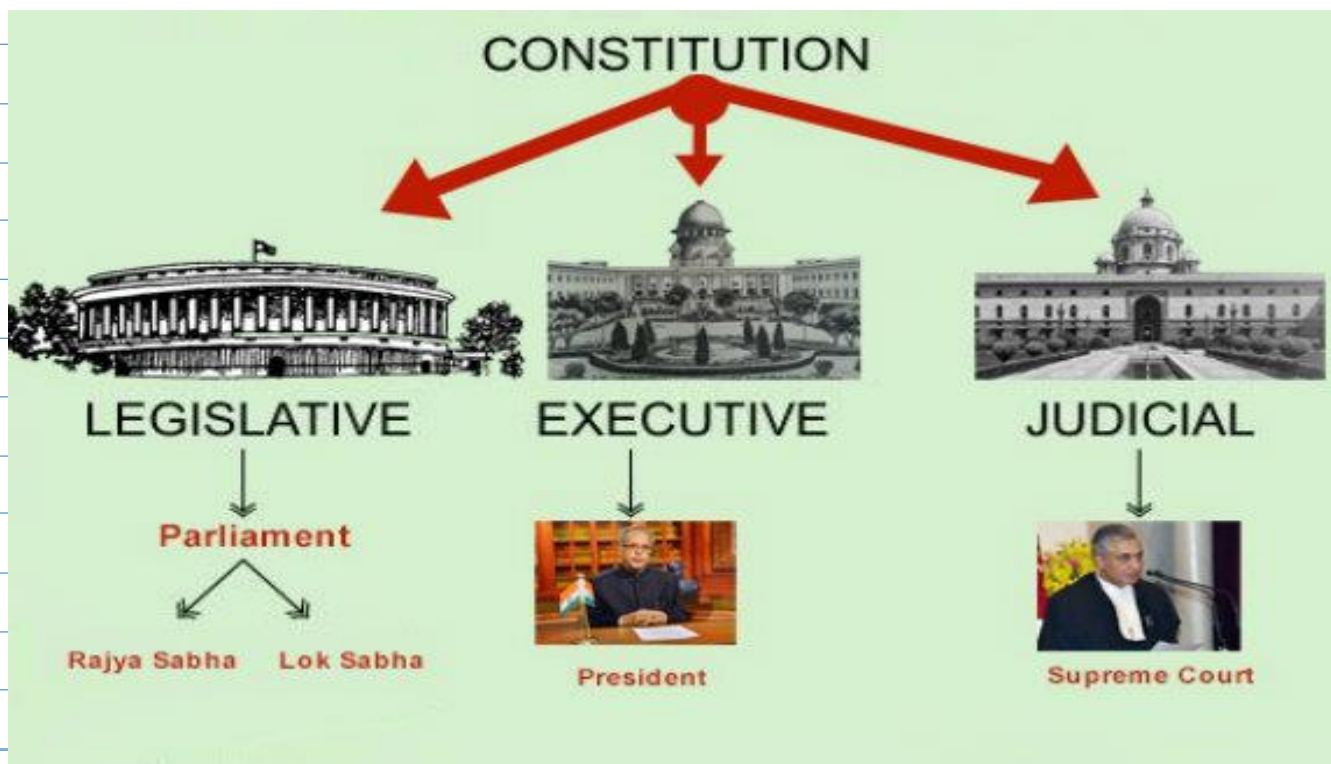 CONSTITUTION
LEGISLATIVE
EXECUTIVE
JUDICIAL
Parliament
Rajya Sabha
Lok Sabha
President
Supreme Court